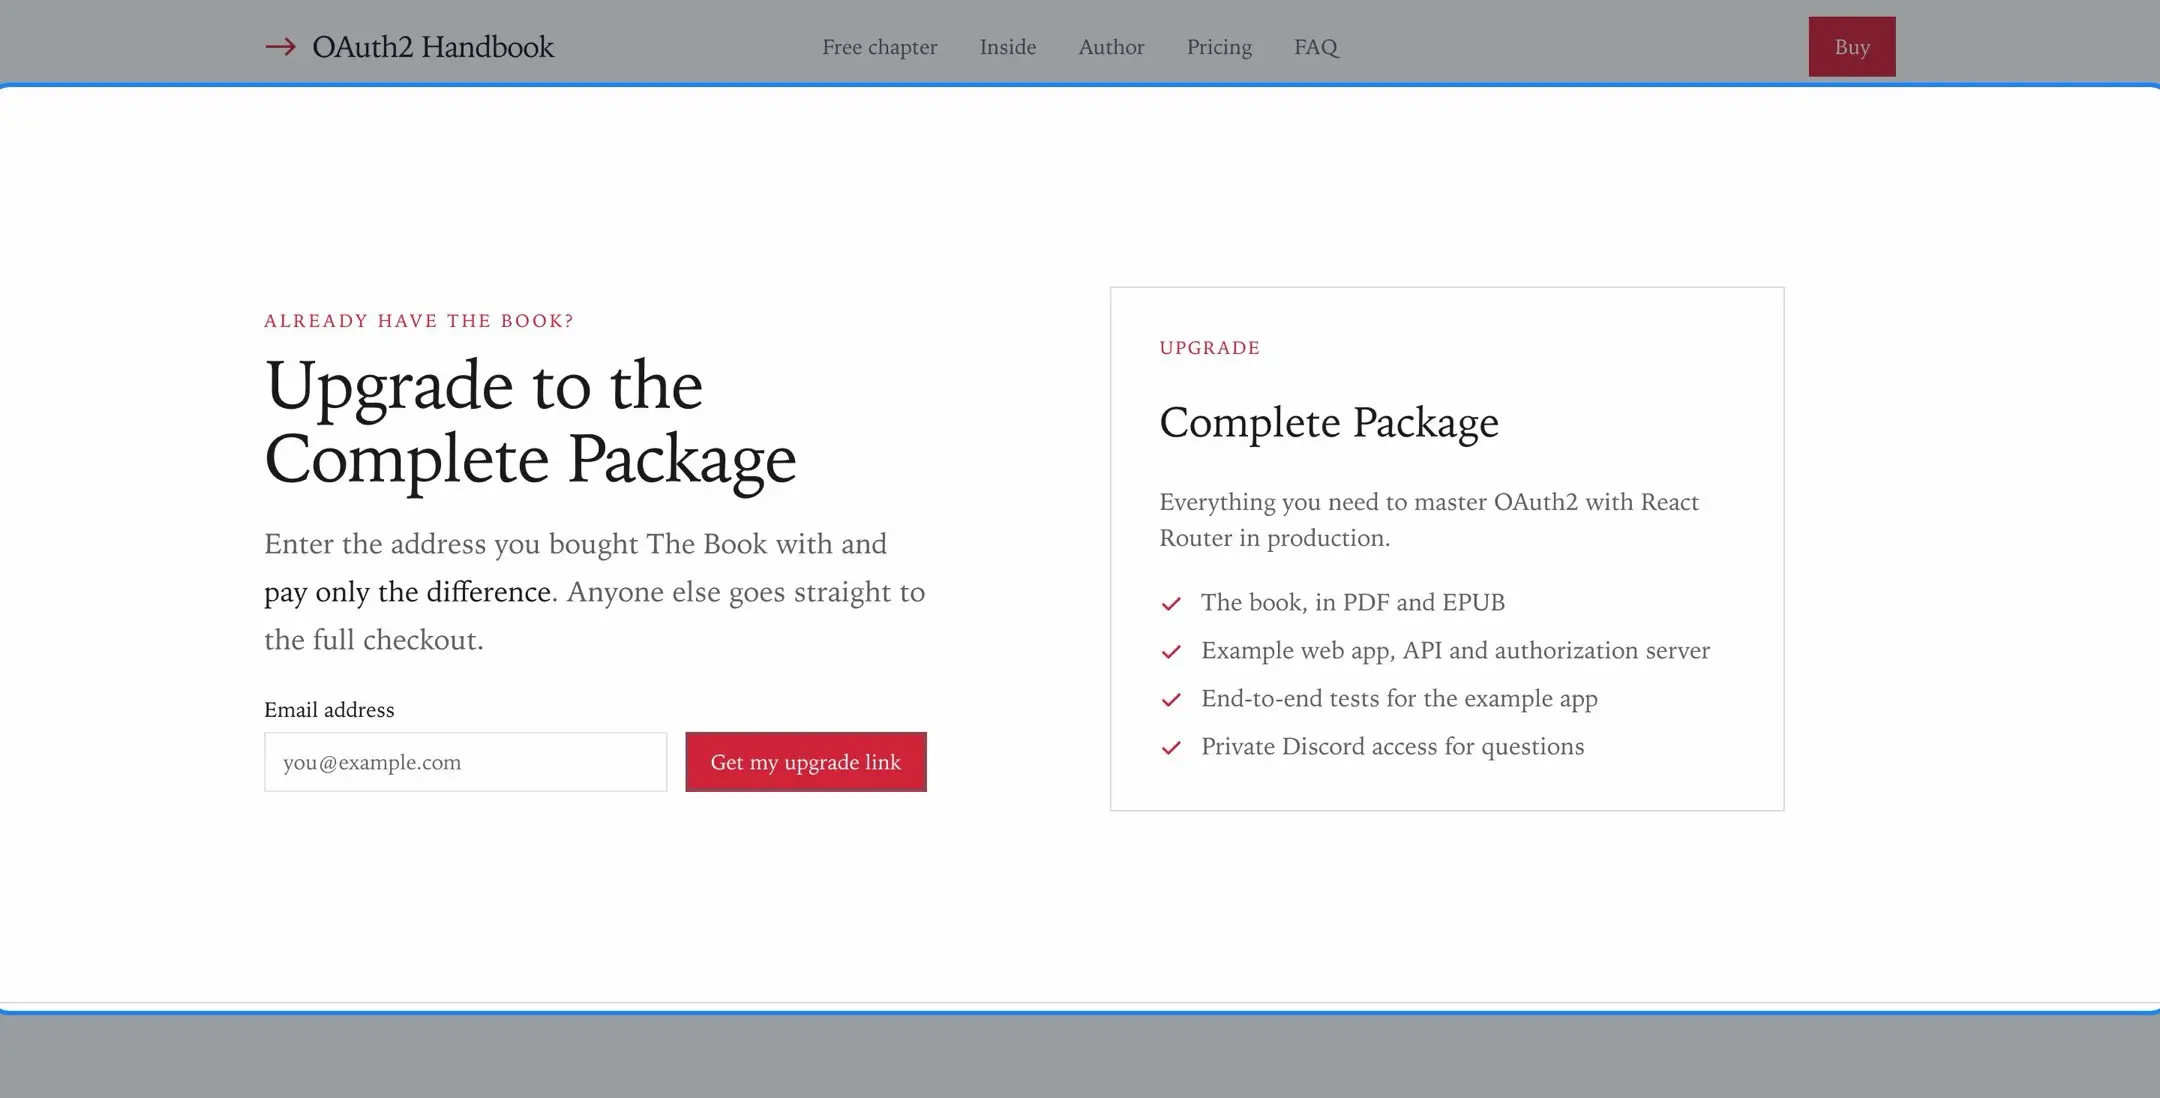 OAuth2 Handbook
Free chapter
Inside
Author
Pricing
FAQ
Buy
ALREADY HAVE THE BOOK?
Upgrade to the
Complete Package
Enter the address you bought The Book with and
pay only the difference. Anyone else goes straight to
the full checkout.
Email address
you@example.com
Get my upgrade link
UPGRADE
Complete Package
Everything you need to master OAuth2 with React
Router in production.
The book, in PDF and EPUB
Example web app, API and authorization server
End-to-end tests for the example app
Private Discord access for questions